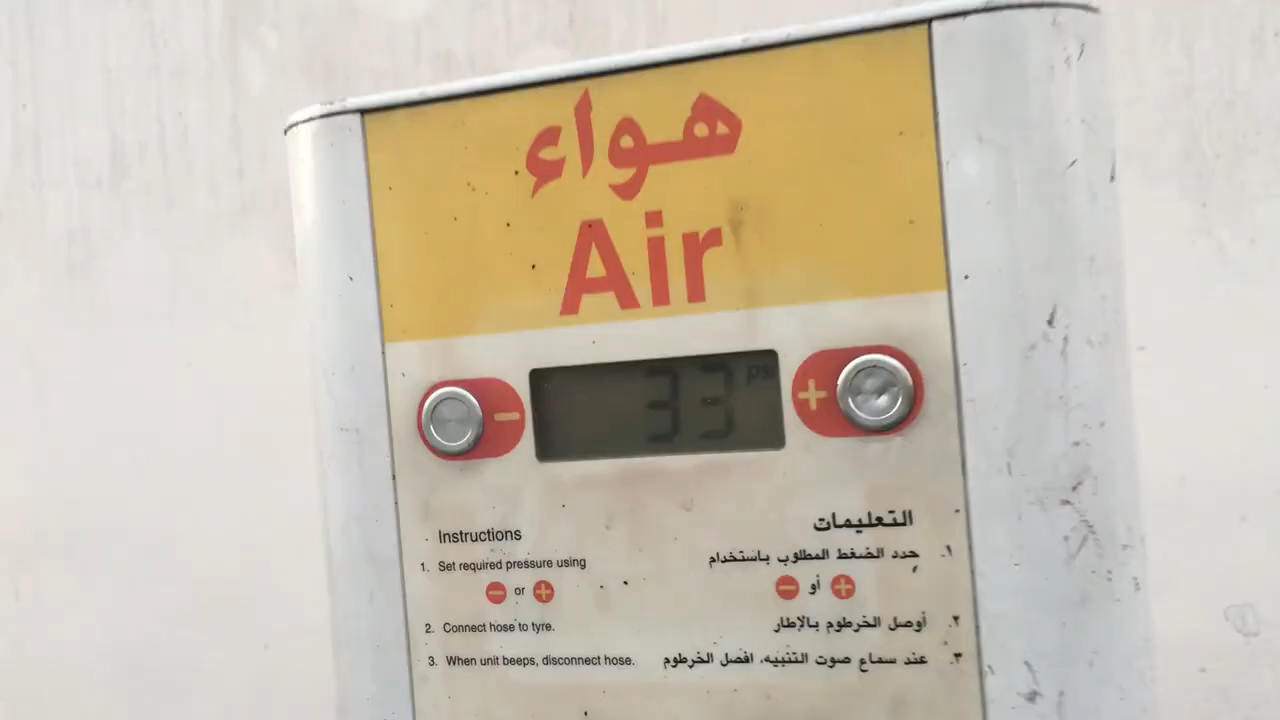 هواء
Air
33 psi
- +
Instructions
1. Set required pressure using
- or +
2. Connect hose to tyre.
3. When unit beeps, disconnect hose.
التعليمات
١. حدد الضغط المطلوب باستخدام
+ أو -
٢. أوصل الخرطوم بالإطار
٣. عند سماع صوت التنبيه، افصل الخرطوم